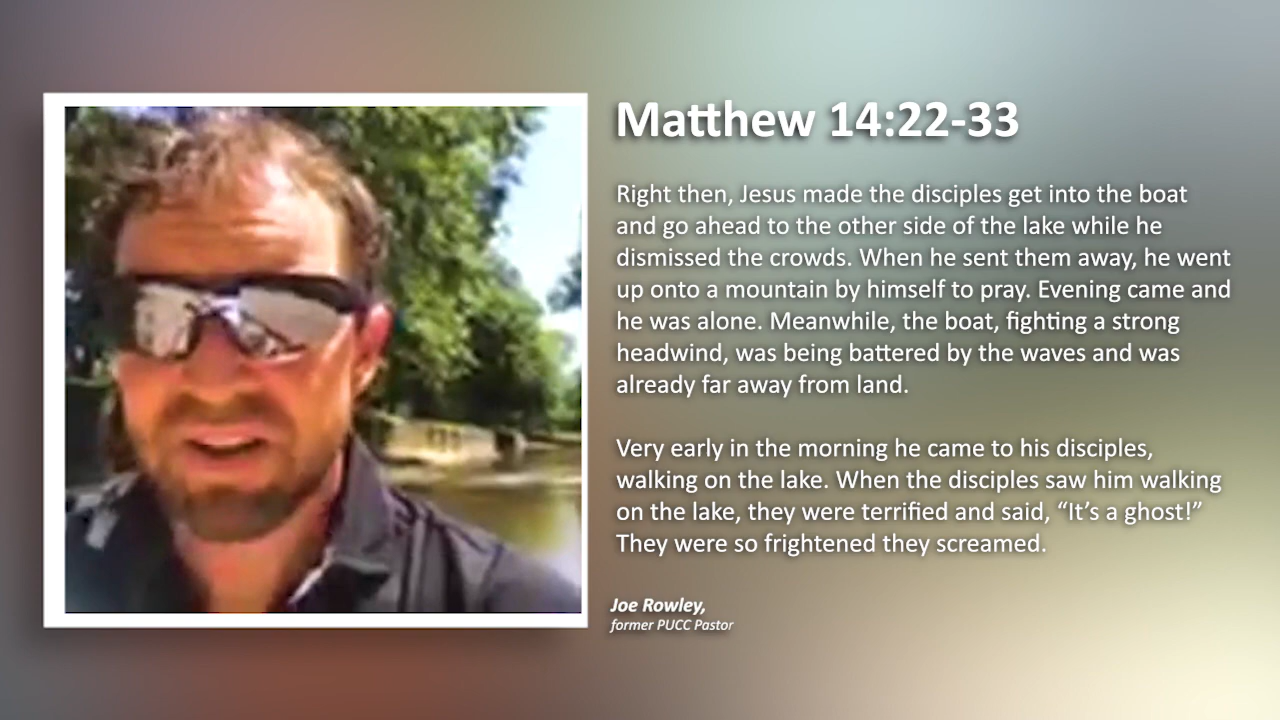 Matthew 14:22-33
Right then, Jesus made the disciples get into the boat
and go ahead to the other side of the lake while he
dismissed the crowds. When he sent them away, he went
up onto a mountain by himself to pray. Evening came and
he was alone. Meanwhile, the boat, fighting a strong
headwind, was being battered by the waves and was
already far away from land.
Very early in the morning he came to his disciples,
walking on the lake. When the disciples saw him walking
on the lake, they were terrified and said, “It’s a ghost!”
They were so frightened they screamed.
Joe Rowley,
former PUCC Pastor